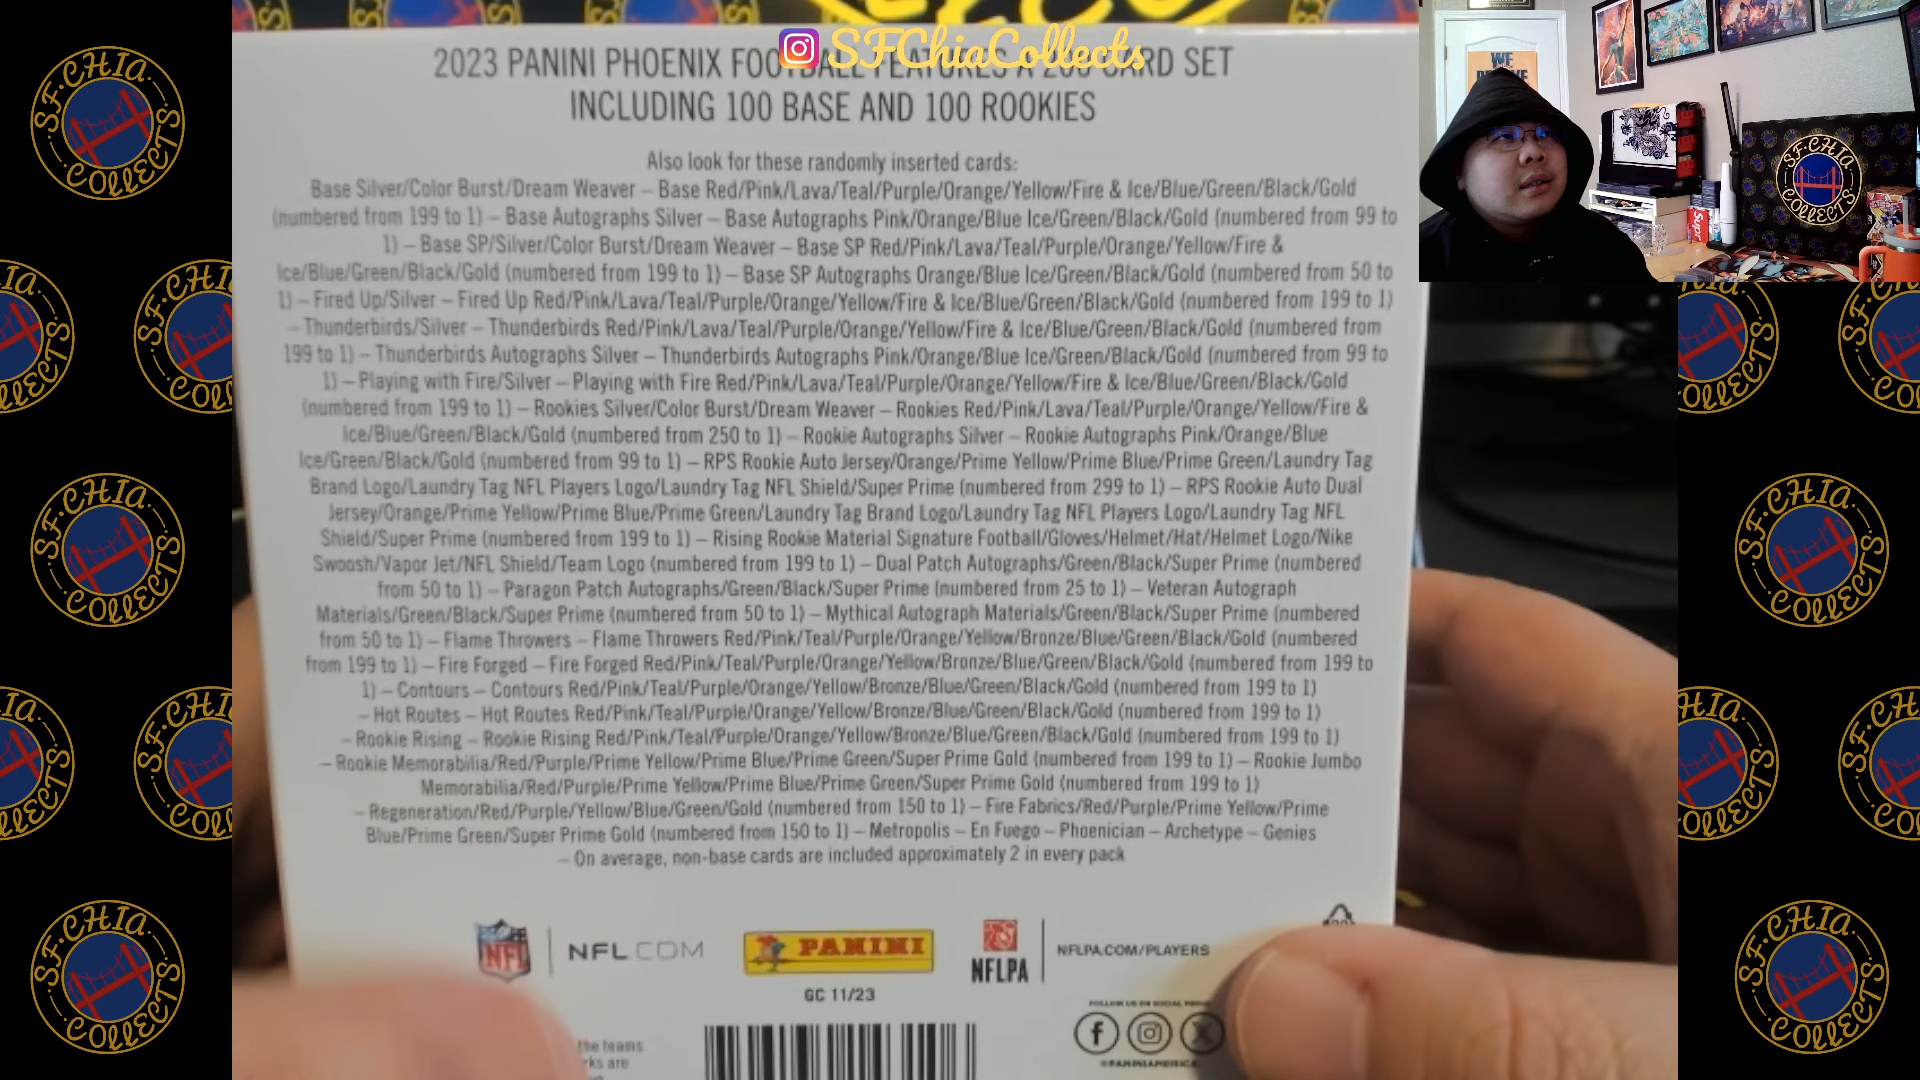 SFChiaCollects
2023 PANINI PHOENIX FOOTBALL FEATURES A 200 CARD SET
INCLUDING 100 BASE AND 100 ROOKIES
Also look for these randomly inserted cards:
Base Silver/Color Burst/Dream Weaver – Base Red/Pink/Lava/Teal/Purple/Orange/Yellow/Fire & Ice/Blue/Green/Black/Gold
(numbered from 199 to 1) – Base Autographs Silver – Base Autographs Pink/Orange/Blue Ice/Green/Black/Gold (numbered from 99 to
1) – Base SP/Silver/Color Burst/Dream Weaver – Base SP Red/Pink/Lava/Teal/Purple/Orange/Yellow/Fire &
Ice/Blue/Green/Black/Gold (numbered from 199 to 1) – Base SP Autographs Orange/Blue Ice/Green/Black/Gold (numbered from 50 to
1) – Fired Up/Silver – Fired Up Red/Pink/Lava/Teal/Purple/Orange/Yellow/Fire & Ice/Blue/Green/Black/Gold (numbered from 199 to 1)
– Thunderbirds/Silver – Thunderbirds Red/Pink/Lava/Teal/Purple/Orange/Yellow/Fire & Ice/Blue/Green/Black/Gold (numbered from
199 to 1) – Thunderbirds Autographs Silver – Thunderbirds Autographs Pink/Orange/Blue Ice/Green/Black/Gold (numbered from 99 to
1) – Playing with Fire/Silver – Playing with Fire Red/Pink/Lava/Teal/Purple/Orange/Yellow/Fire & Ice/Blue/Green/Black/Gold
(numbered from 199 to 1) – Rookies Silver/Color Burst/Dream Weaver – Rookies Red/Pink/Lava/Teal/Purple/Orange/Yellow/Fire &
Ice/Blue/Green/Black/Gold (numbered from 250 to 1) – Rookie Autographs Silver – Rookie Autographs Pink/Orange/Blue
Ice/Green/Black/Gold (numbered from 99 to 1) – RPS Rookie Auto Jersey/Orange/Prime Yellow/Prime Blue/Prime Green/Laundry Tag
Brand Logo/Laundry Tag NFL Players Logo/Laundry Tag NFL Shield/Super Prime (numbered from 299 to 1) – RPS Rookie Auto Dual
Jersey/Orange/Prime Yellow/Prime Blue/Prime Green/Laundry Tag Brand Logo/Laundry Tag NFL Players Logo/Laundry Tag NFL
Shield/Super Prime (numbered from 199 to 1) – Rising Rookie Material Signature Football/Gloves/Helmet/Hat/Helmet Logo/Nike
Swoosh/Vapor Jet/NFL Shield/Team Logo (numbered from 199 to 1) – Dual Patch Autographs/Green/Black/Super Prime (numbered
from 50 to 1) – Paragon Patch Autographs/Green/Black/Super Prime (numbered from 25 to 1) – Veteran Autograph
Materials/Green/Black/Super Prime (numbered from 50 to 1) – Mythical Autograph Materials/Green/Black/Super Prime (numbered
from 50 to 1) – Flame Throwers – Flame Throwers Red/Pink/Teal/Purple/Orange/Yellow/Bronze/Blue/Green/Black/Gold (numbered
from 199 to 1) – Fire Forged – Fire Forged Red/Pink/Teal/Purple/Orange/Yellow/Bronze/Blue/Green/Black/Gold (numbered from 199 to
1) – Contours – Contours Red/Pink/Teal/Purple/Orange/Yellow/Bronze/Blue/Green/Black/Gold (numbered from 199 to 1)
– Hot Routes – Hot Routes Red/Pink/Teal/Purple/Orange/Yellow/Bronze/Blue/Green/Black/Gold (numbered from 199 to 1)
– Rookie Rising – Rookie Rising Red/Pink/Teal/Purple/Orange/Yellow/Bronze/Blue/Green/Black/Gold (numbered from 199 to 1)
– Rookie Memorabilia/Red/Purple/Prime Yellow/Prime Blue/Prime Green/Super Prime Gold (numbered from 199 to 1) – Rookie Jumbo
Memorabilia/Red/Purple/Prime Yellow/Prime Blue/Prime Green/Super Prime Gold (numbered from 199 to 1)
– Regeneration/Red/Purple/Yellow/Blue/Green/Gold (numbered from 150 to 1) – Fire Fabrics/Red/Purple/Prime Yellow/Prime
Blue/Prime Green/Super Prime Gold (numbered from 150 to 1) – Metropolis – En Fuego – Phoenician – Archetype – Genies
– On average, non-base cards are included approximately 2 in every pack
NFL NFL.COM PANINI NFLPA NFLPA.COM/PLAYERS
GC 11/23
FOLLOW US ON SOCIAL MEDIA
@PANINIAMERICA
the teams
ks are
SF.CHIA COLLECTS
SF.CHIA COLLECTS
SF.CHIA COLLECTS
SF.CHIA COLLECTS
SF.CHIA COLLECTS
SF.CHIA COLLECTS